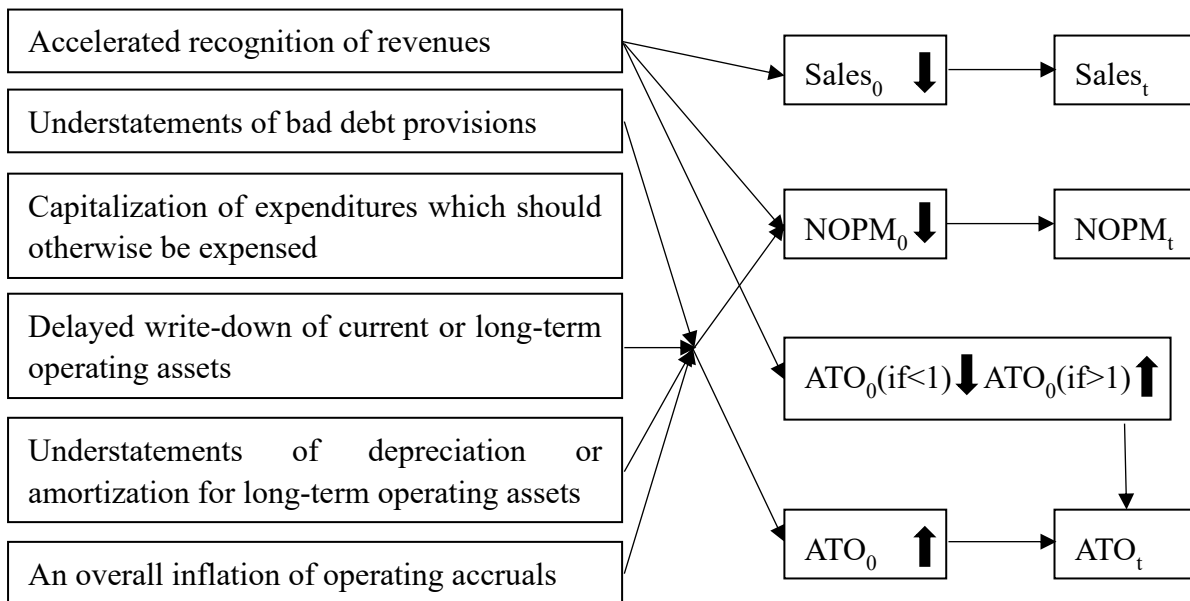 Accelerated recognition of revenues
Understatements of bad debt provisions
Capitalization of expenditures which should
otherwise be expensed
Delayed write-down of current or long-term
operating assets
Understatements of depreciation or
amortization for long-term operating assets
An overall inflation of operating accruals
Sales₀
Salesₜ
NOPM₀
NOPMₜ
ATO₀(if<1) ATO₀(if>1)
ATO₀
ATOₜ